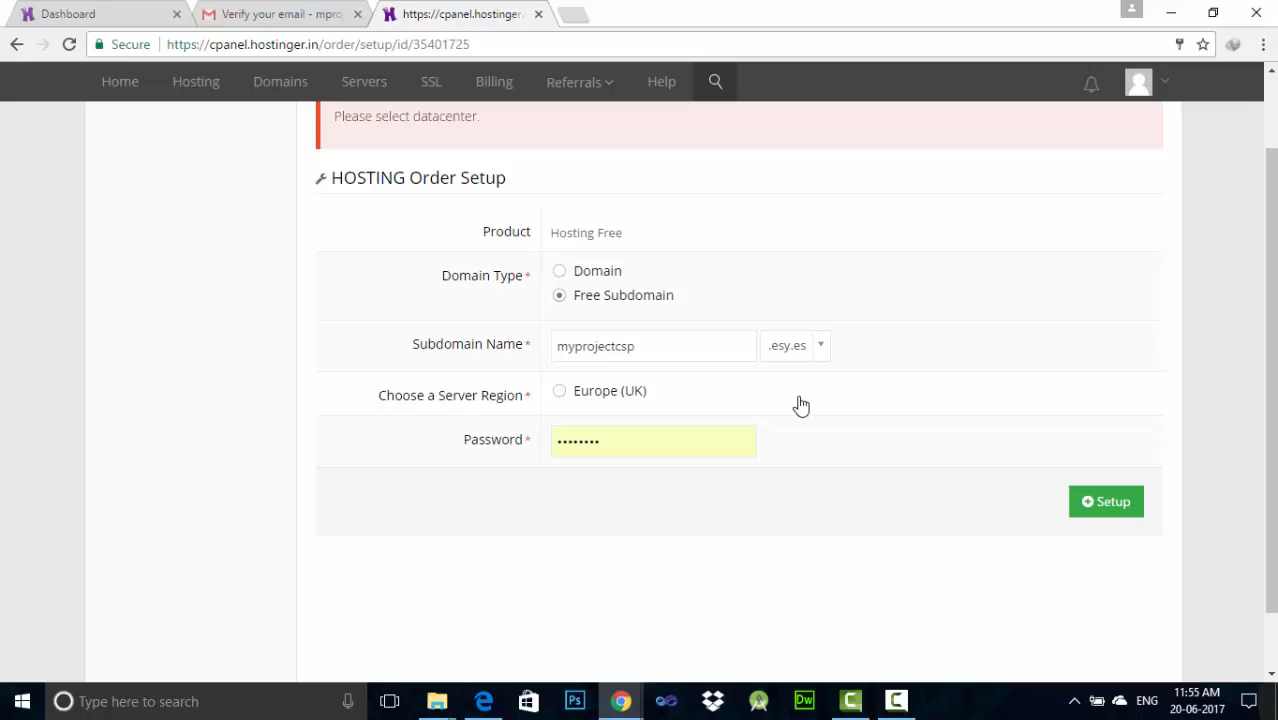 Dashboard
Verify your email - mpro
https://cpanel.hostinger.
Secure
https://cpanel.hostinger.in/order/setup/id/35401725
Home
Hosting
Domains
Servers
SSL
Billing
Referrals
Help
Please select datacenter.
HOSTING Order Setup
Product
Hosting Free
Domain Type*
Domain
Free Subdomain
Subdomain Name*
myprojectcsp
.esy.es
Choose a Server Region*
Europe (UK)
Password*
••••••••
Setup
Type here to search
Ps
Dw
C
C
ENG
11:55 AM
20-06-2017